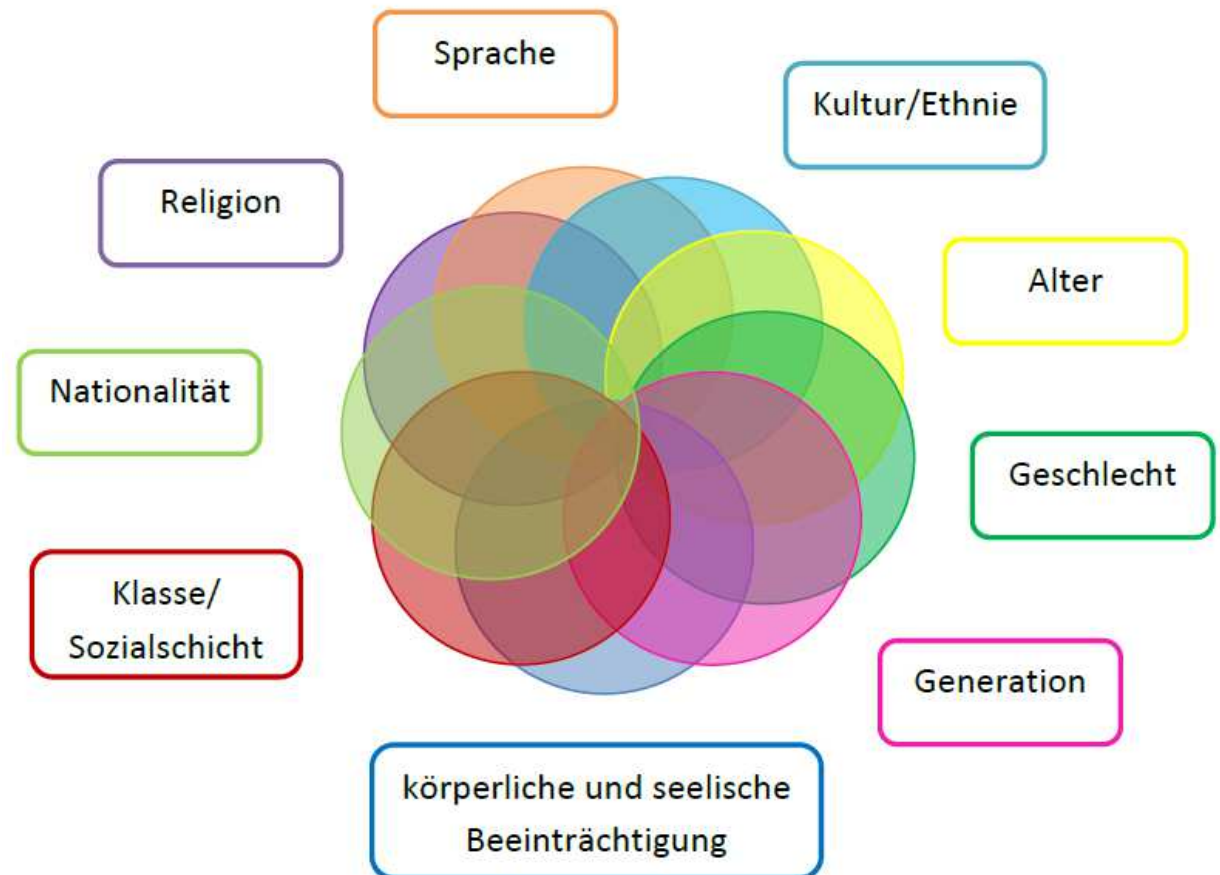 Sprache
Kultur/Ethnie
Religion
Alter
Nationalität
Geschlecht
Klasse/
Sozialschicht
Generation
körperliche und seelische
Beeinträchtigung